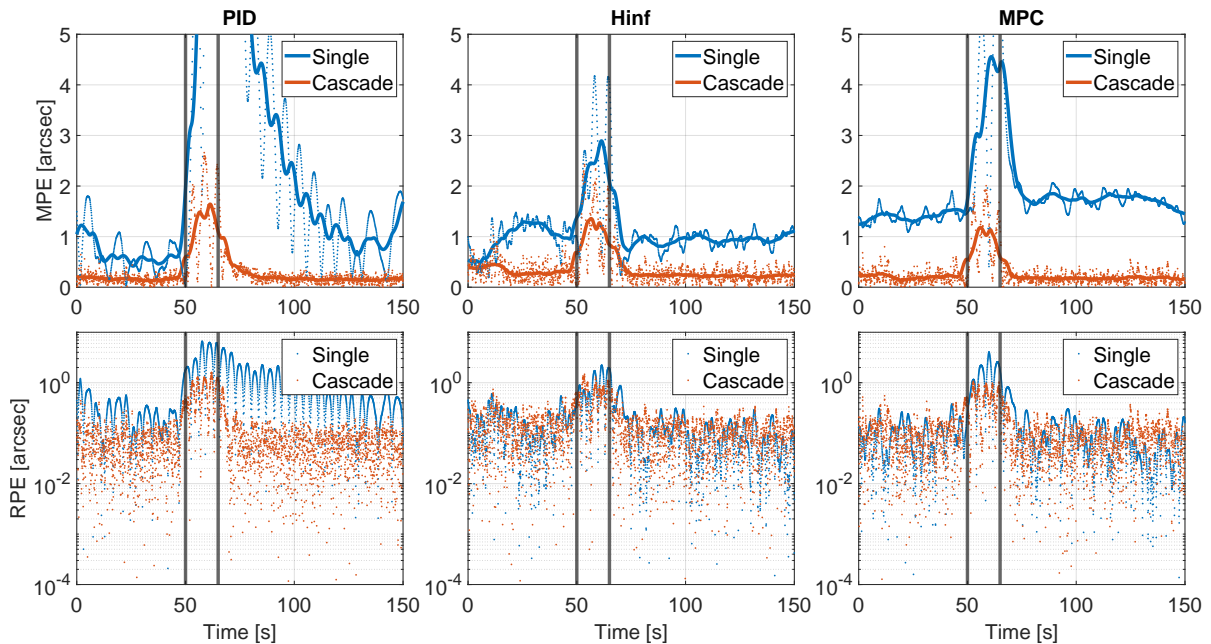 PID
Hinf
MPC
MPE [arcsec]
5
4
3
2
1
0
Single
Cascade
0 50 100 150
5
4
3
2
1
0
Single
Cascade
0 50 100 150
5
4
3
2
1
0
Single
Cascade
0 50 100 150
RPE [arcsec]
10^0
10^-2
10^-4
Single
Cascade
0 50 100 150
Time [s]
10^0
10^-2
10^-4
Single
Cascade
0 50 100 150
Time [s]
10^0
10^-2
10^-4
Single
Cascade
0 50 100 150
Time [s]